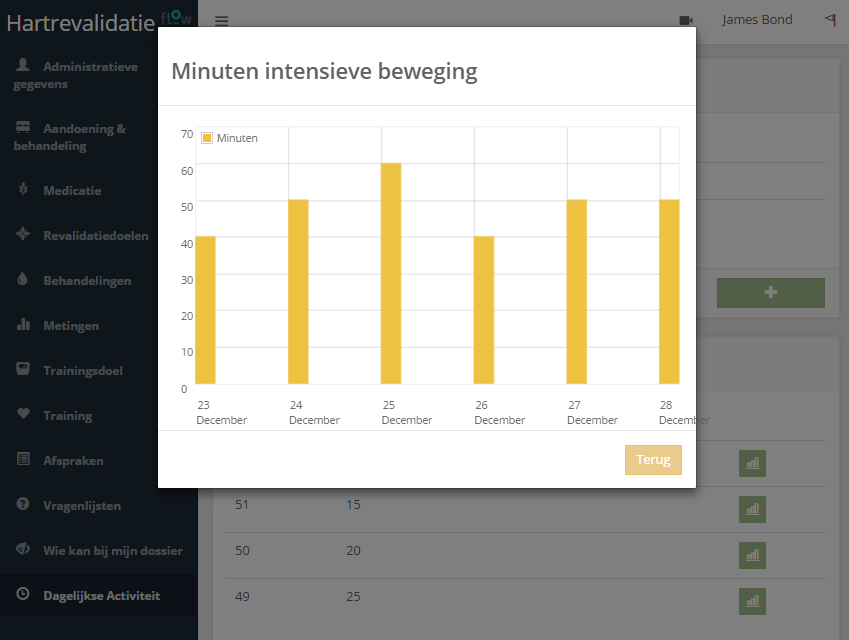 Hartrevalidatie flow
James Bond
Administratieve
gegevens
Aandoening &
behandeling
Medicatie
Revalidatiedoelen
Behandelingen
Metingen
Trainingsdoel
Training
Afspraken
Vragenlijsten
Wie kan bij mijn dossier
Dagelijkse Activiteit
Minuten intensieve beweging
Minuten
70
60
50
40
30
20
10
0
23 24 25 26 27 28
December December December December December December
Terug
51 15
50 20
49 25